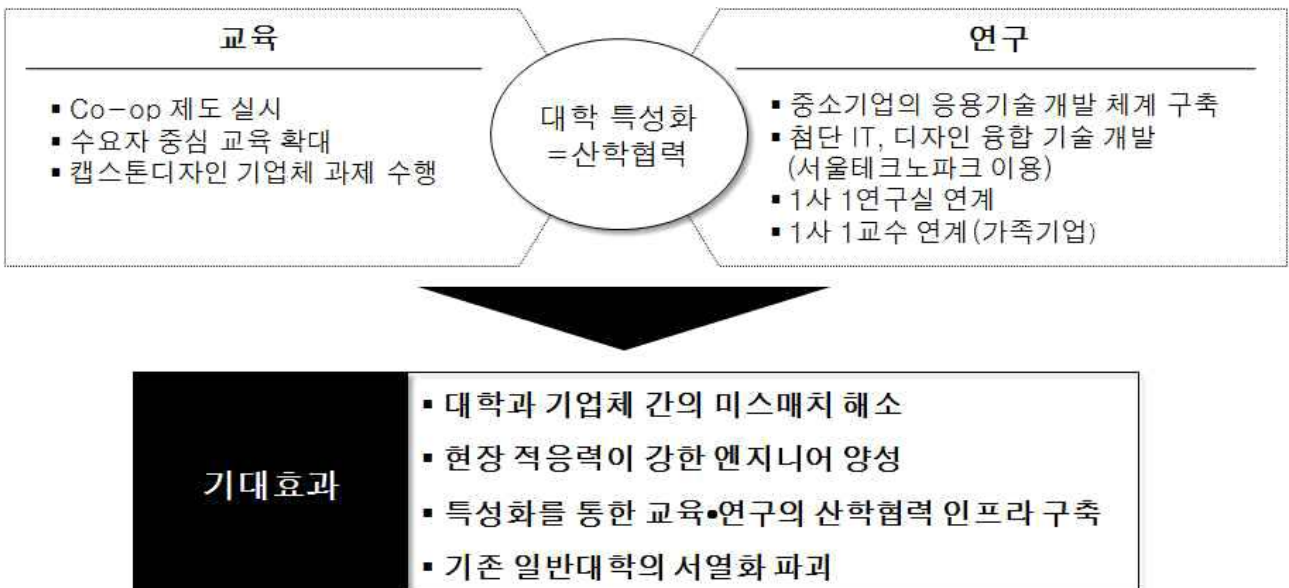 교육
▪ Co-op 제도 실시
▪ 수요자 중심 교육 확대
▪ 캡스톤디자인 기업체 과제 수행
대학 특성화
=산학협력
연구
▪ 중소기업의 응용기술 개발 체계 구축
▪ 첨단 IT, 디자인 융합 기술 개발
(서울테크노파크 이용)
▪ 1사 1연구실 연계
▪ 1사 1교수 연계(가족기업)
기대효과
▪ 대학과 기업체 간의 미스매치 해소
▪ 현장 적응력이 강한 엔지니어 양성
▪ 특성화를 통한 교육•연구의 산학협력 인프라 구축
▪ 기존 일반대학의 서열화 파괴